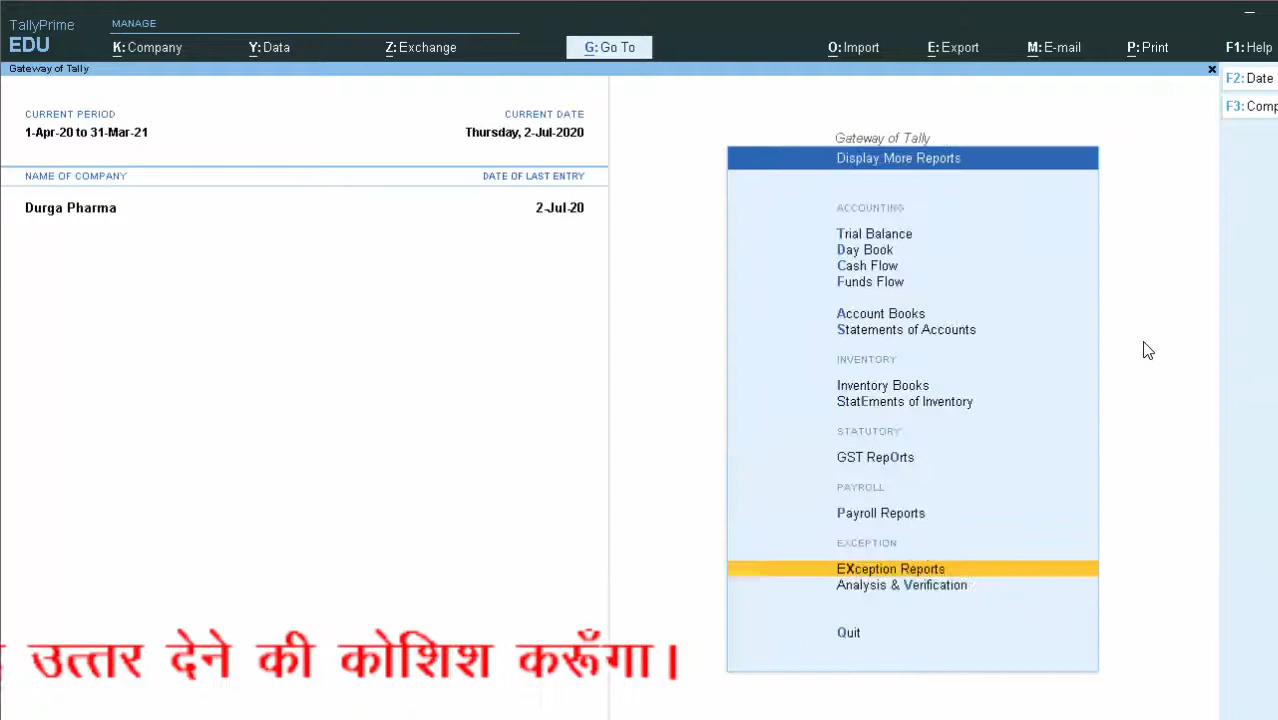 TallyPrime
EDU
MANAGE
K: Company
Y: Data
Z: Exchange
G: Go To
O: Import
E: Export
M: E-mail
P: Print
F1: Help
Gateway of Tally
F2: Date
F3: Comp
CURRENT PERIOD
CURRENT DATE
1-Apr-20 to 31-Mar-21
Thursday, 2-Jul-2020
NAME OF COMPANY
DATE OF LAST ENTRY
Durga Pharma
2-Jul-20
Gateway of Tally
Display More Reports
ACCOUNTING
Trial Balance
Day Book
Cash Flow
Funds Flow
Account Books
Statements of Accounts
INVENTORY
Inventory Books
StatEments of Inventory
STATUTORY
GST RepOrts
PAYROLL
Payroll Reports
EXCEPTION
EXception Reports
Analysis & Verification
Quit
उत्तर देने की कोशिश करूँगा।